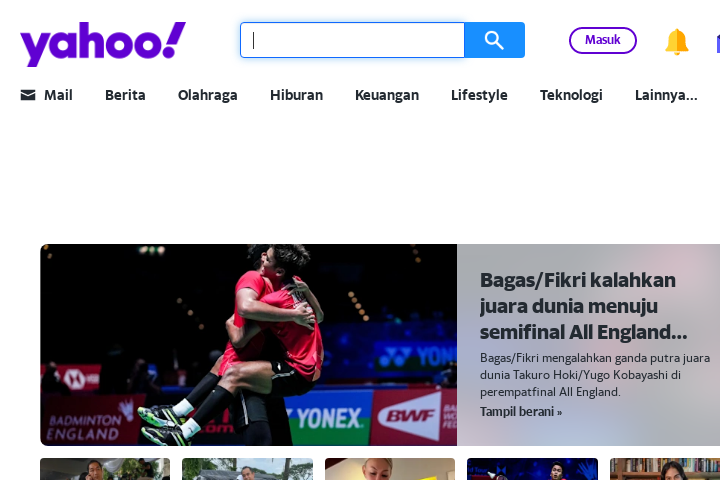 yahoo!
Masuk
Mail Berita Olahraga Hiburan Keuangan Lifestyle Teknologi Lainnya...
Bagas/Fikri kalahkan
juara dunia menuju
semifinal All England...
Bagas/Fikri mengalahkan ganda putra juara
dunia Takuro Hoki/Yugo Kobayashi di
perempatfinal All England.
Tampil berani »
YONEX
BADMINTON
ENGLAND
YONEX
BWF